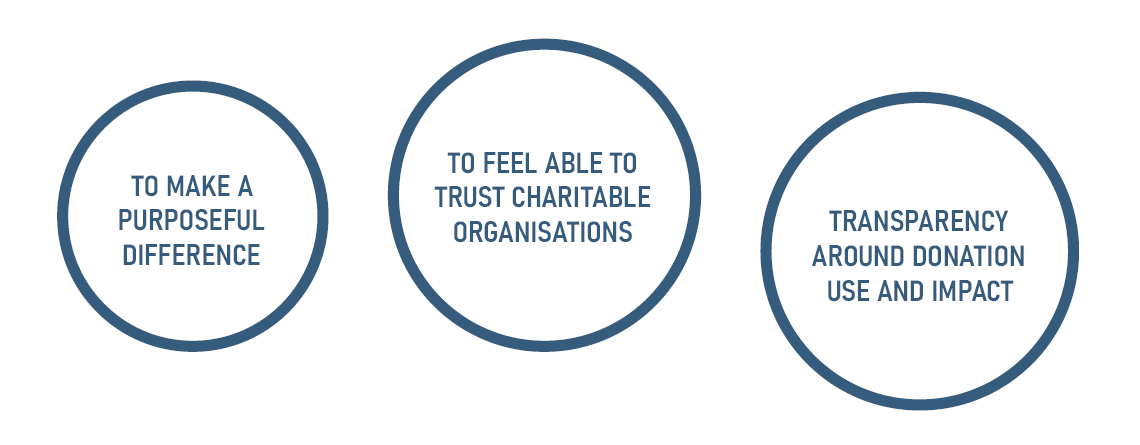 TO MAKE A
PURPOSEFUL
DIFFERENCE
TO FEEL ABLE TO
TRUST CHARITABLE
ORGANISATIONS
TRANSPARENCY
AROUND DONATION
USE AND IMPACT